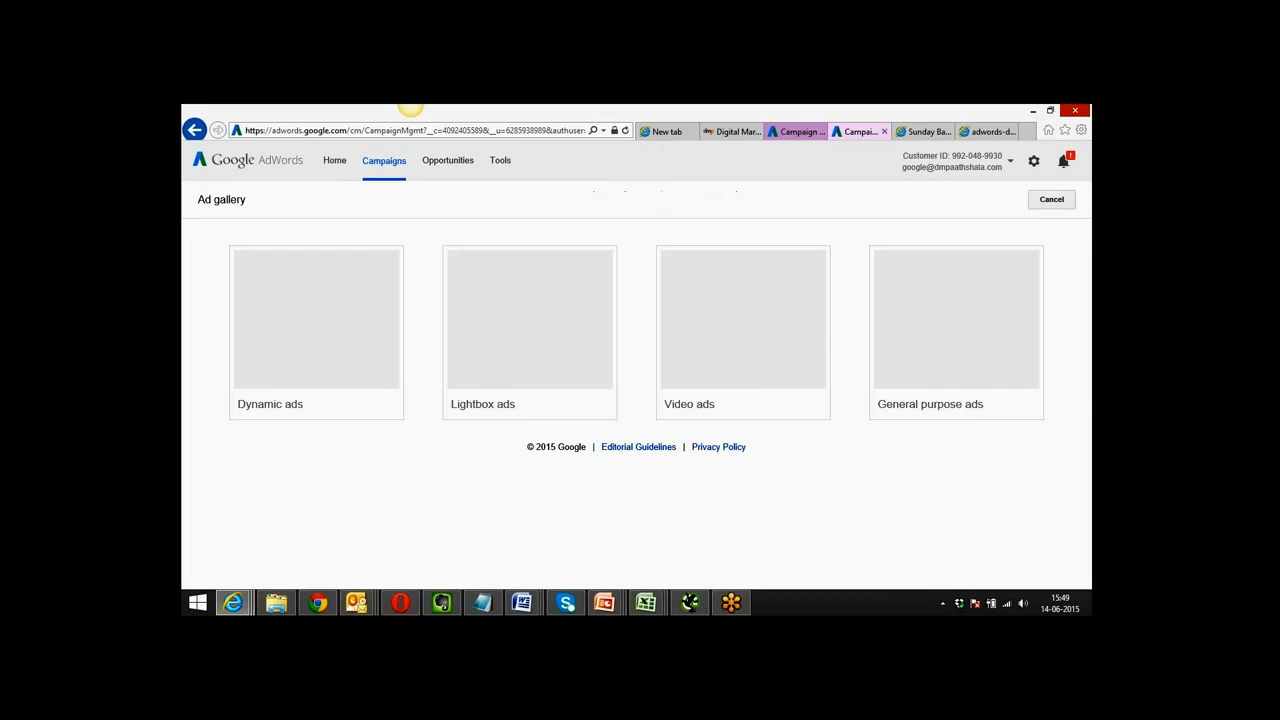 https://adwords.google.com/cm/CampaignMgmt?__c=4092405589&__u=6285938989&authuser:
New tab
Digital Mar...
Campaign ...
Campai...
Sunday Ba...
adwords-d...
Google AdWords
Home
Campaigns
Opportunities
Tools
Customer ID: 992-048-9930
google@dmpaathshala.com
Ad gallery
Cancel
Dynamic ads
Lightbox ads
Video ads
General purpose ads
© 2015 Google | Editorial Guidelines | Privacy Policy
15:49
14-06-2015